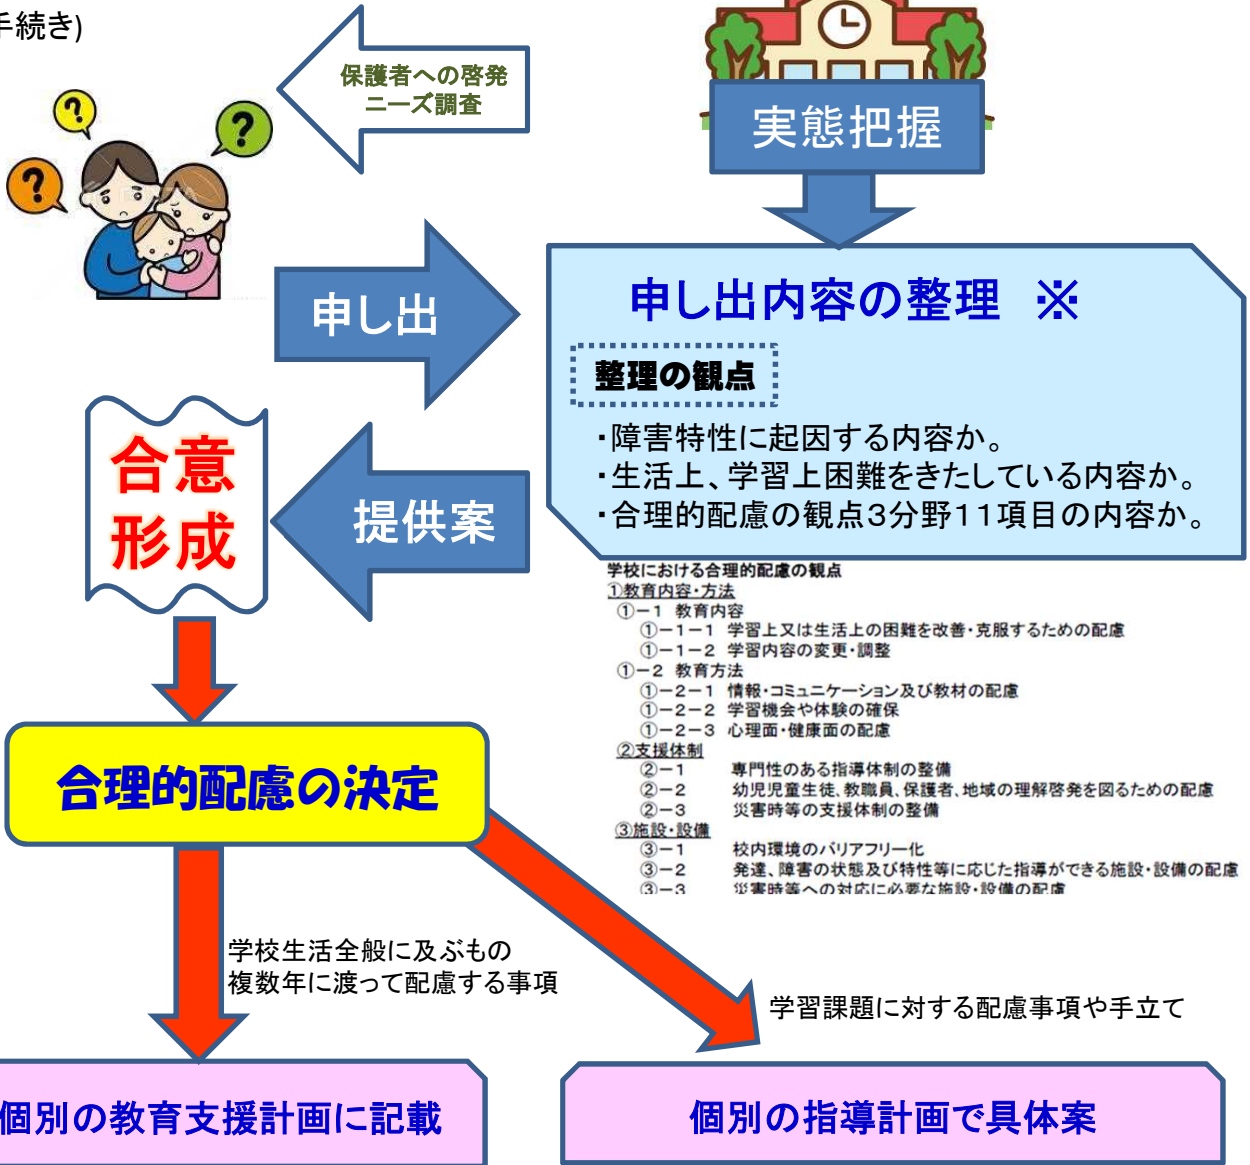 手続き)
保護者への啓発
ニーズ調査
実態把握
申し出
申し出内容の整理 ※
整理の観点
・障害特性に起因する内容か。
・生活上、学習上困難をきたしている内容か。
・合理的配慮の観点3分野11項目の内容か。
提供案
合意
形成
学校における合理的配慮の観点
①教育内容・方法
①-1 教育内容
①-1-1 学習上又は生活上の困難を改善・克服するための配慮
①-1-2 学習内容の変更・調整
①-2 教育方法
①-2-1 情報・コミュニケーション及び教材の配慮
①-2-2 学習機会や体験の確保
①-2-3 心理面・健康面の配慮
②支援体制
②-1 専門性のある指導体制の整備
②-2 幼児児童生徒、教職員、保護者、地域の理解啓発を図るための配慮
②-3 災害時等の支援体制の整備
③施設・設備
③-1 校内環境のバリアフリー化
③-2 発達、障害の状態及び特性等に応じた指導ができる施設・設備の配慮
③-3 災害時等への対応に必要な施設・設備の配慮
合理的配慮の決定
学校生活全般に及ぶもの
複数年に渡って配慮する事項
学習課題に対する配慮事項や手立て
個別の教育支援計画に記載
個別の指導計画で具体案